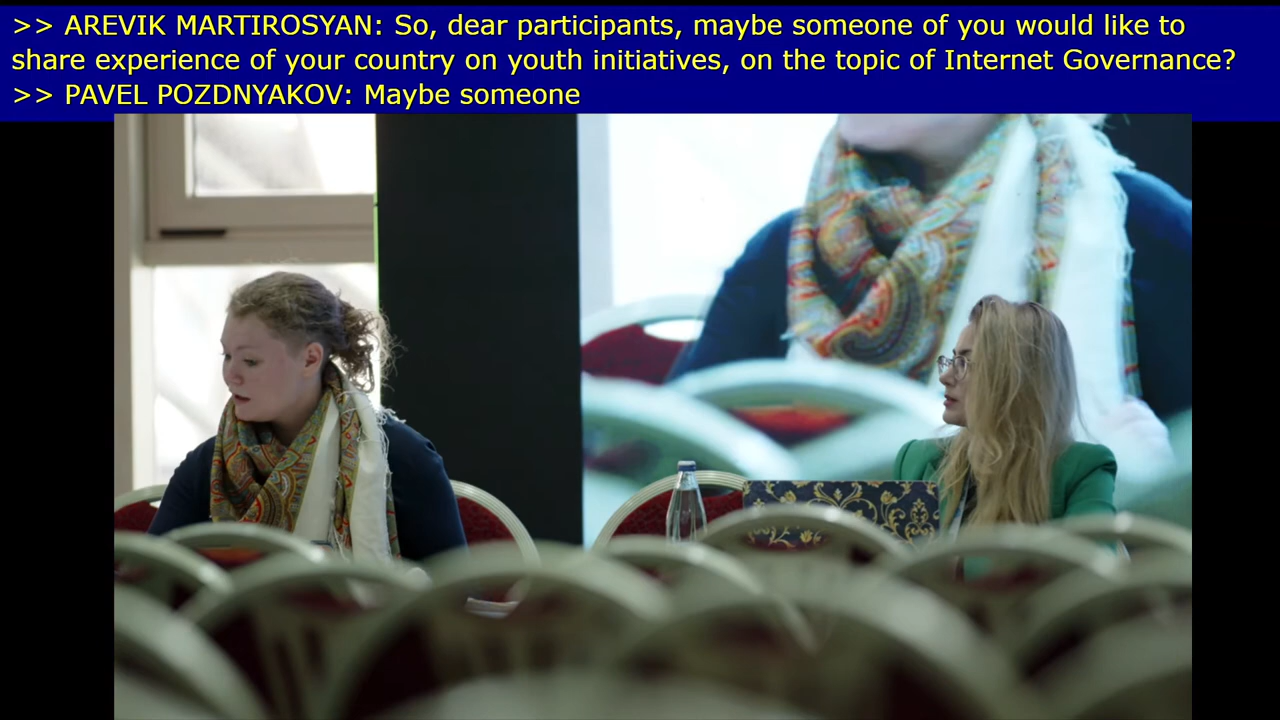 >> AREVIK MARTIROSYAN: So, dear participants, maybe someone of you would like to
share experience of your country on youth initiatives, on the topic of Internet Governance?
>> PAVEL POZDNYAKOV: Maybe someone